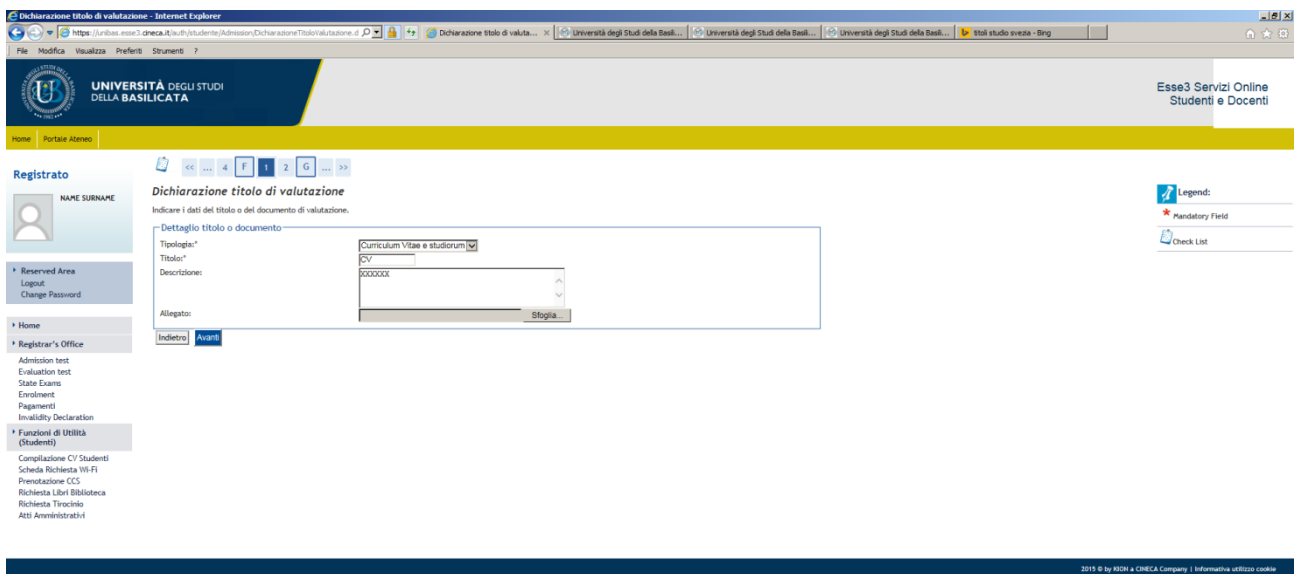 Dichiarazione titolo di valutazione - Internet Explorer
https://unibas.esse3.cineca.it/auth/studente/Admission/DichiarazioneTitoloValutazione.d
Dichiarazione titolo di valuta...
Università degli Studi della Basili...
Università degli Studi della Basili...
Università degli Studi della Basili...
titoli studio svezia - Bing
File Modifica Visualizza Preferiti Strumenti ?
UNIVERSITÀ DEGLI STUDI
DELLA BASILICATA
Esse3 Servizi Online
Studenti e Docenti
Home Portale Ateneo
<< ... 4 F 1 2 G ... >>
Registrato
NAME SURNAME
Reserved Area
Logout
Change Password
Home
Registrar's Office
Admission test
Evaluation test
State Exams
Enrolment
Pagamenti
Invalidity Declaration
Funzioni di Utilità
(Studenti)
Compilazione CV Studenti
Scheda Richiesta Wi-Fi
Prenotazione CCS
Richiesta Libri Biblioteca
Richiesta Tirocinio
Atti Amministrativi
Dichiarazione titolo di valutazione
Indicare i dati del titolo o del documento di valutazione.
Dettaglio titolo o documento
Tipologia:* Curriculum Vitae e studiorum
Titolo:* CV
Descrizione: XXXXXX
Allegato: Sfoglia...
Indietro Avanti
Legend:
* Mandatory Field
Check List
2015 © by KION a CINECA Company | Informativa utilizzo cookie